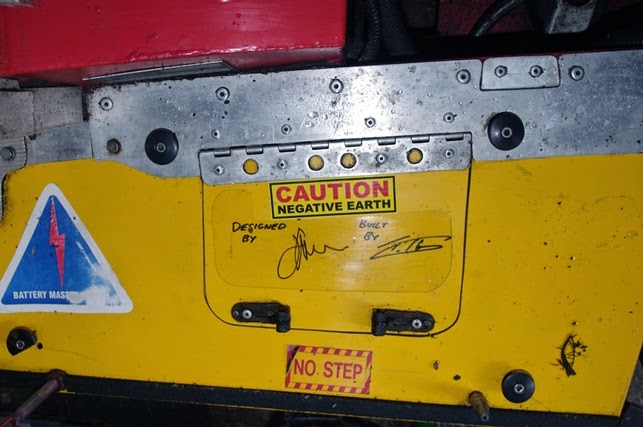 CAUTION
NEGATIVE EARTH
DESIGNED
BY
BUILT
BY
BATTERY MAST
NO STEP